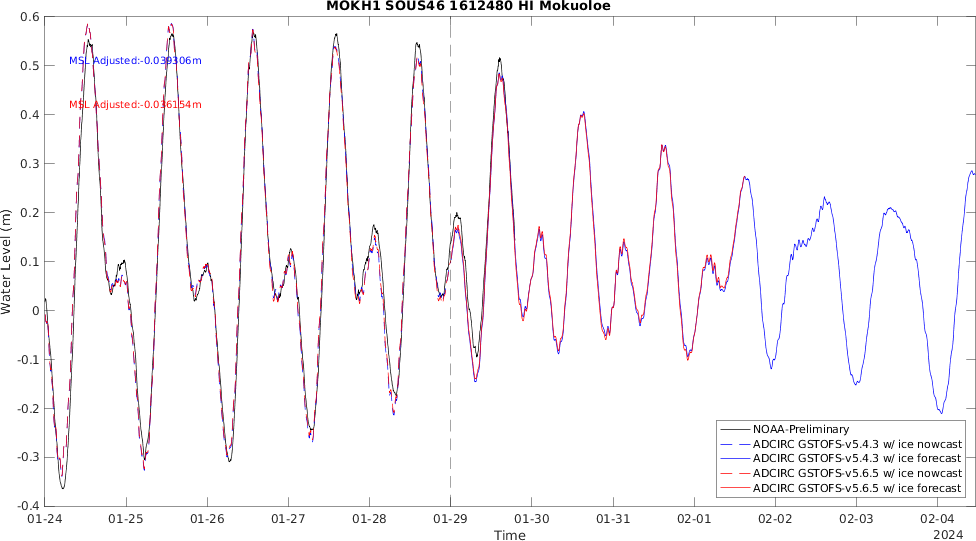 MOKH1 SOUS46 1612480 HI Mokuoloe
0.6
0.5
0.4
0.3
0.2
0.1
0
-0.1
-0.2
-0.3
-0.4
Water Level (m)
MSL Adjusted:-0.039306m
MSL Adjusted:-0.036154m
NOAA-Preliminary
ADCIRC GSTOFS-v5.4.3 w/ ice nowcast
ADCIRC GSTOFS-v5.4.3 w/ ice forecast
ADCIRC GSTOFS-v5.6.5 w/ ice nowcast
ADCIRC GSTOFS-v5.6.5 w/ ice forecast
01-24 01-25 01-26 01-27 01-28 01-29 01-30 01-31 02-01 02-02 02-03 02-04
Time
2024